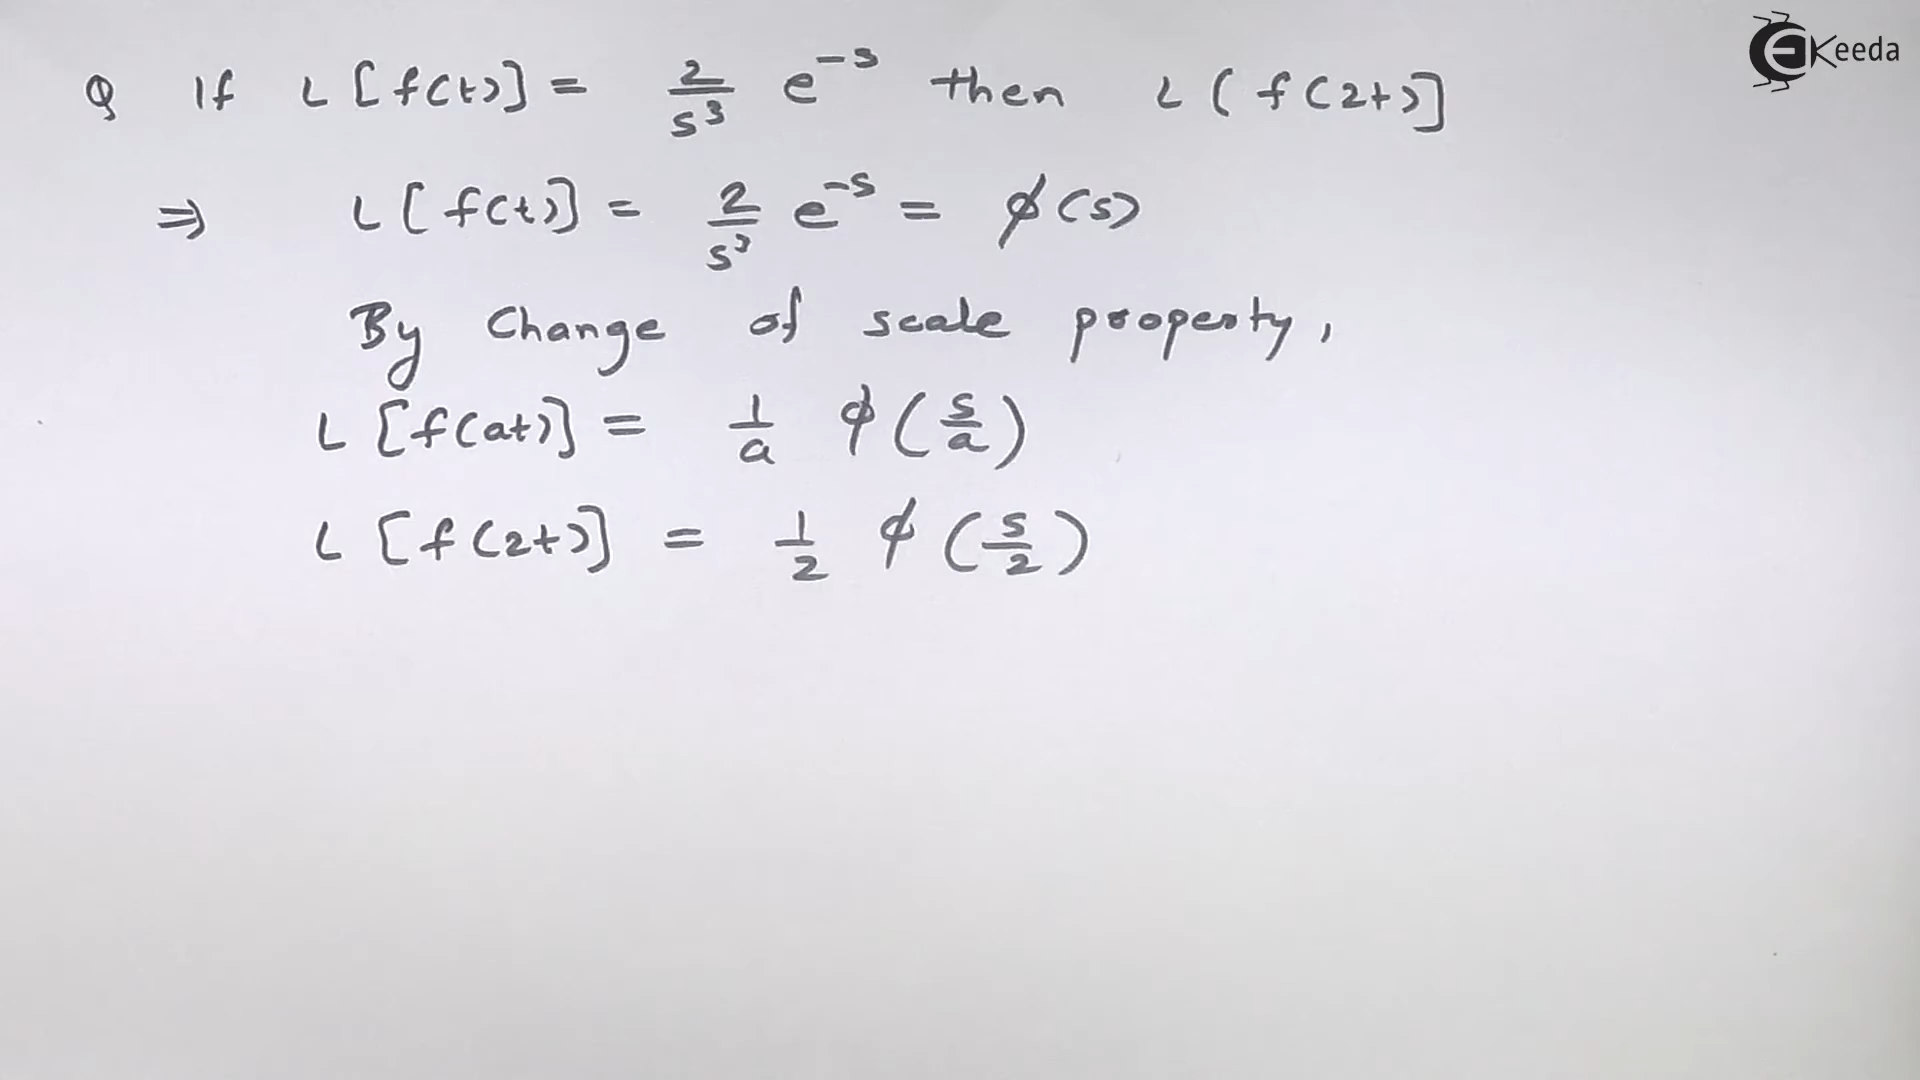 EKeeda
Q If L[f(t)] = 2/s³ e⁻ˢ then L(f(2t)]
⇒ L[f(t)] = 2/s³ e⁻ˢ = ϕ(s)
By Change of scale property,
L[f(at)] = 1/a ϕ(s/a)
L[f(2t)] = 1/2 ϕ(s/2)